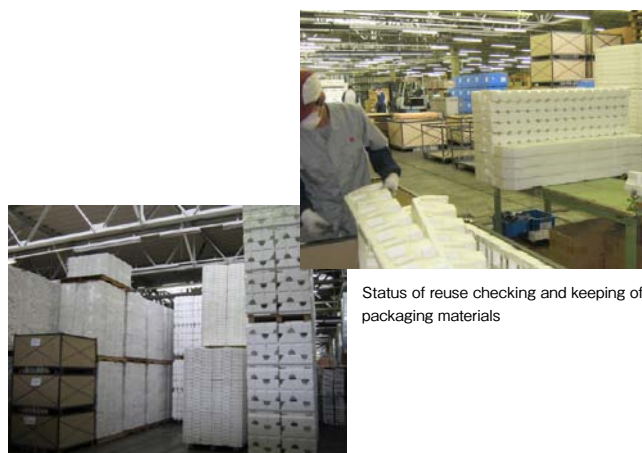 Status of reuse checking and keeping of
packaging materials